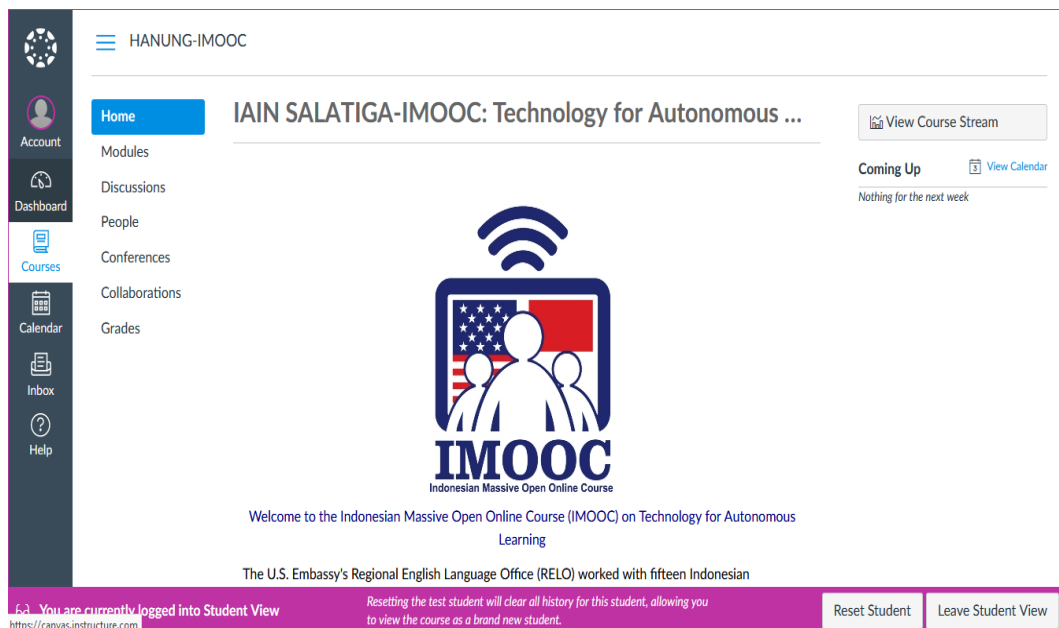 HANUNG-IMOOC
Account
Dashboard
Courses
Calendar
Inbox
Help
Home
Modules
Discussions
People
Conferences
Collaborations
Grades
IAIN SALATIGA-IMOOC: Technology for Autonomous ...
IMOOC
Indonesian Massive Open Online Course
Welcome to the Indonesian Massive Open Online Course (IMOOC) on Technology for Autonomous
Learning
The U.S. Embassy's Regional English Language Office (RELO) worked with fifteen Indonesian
View Course Stream
Coming Up
3 View Calendar
Nothing for the next week
You are currently logged into Student View
Resetting the test student will clear all history for this student, allowing you
to view the course as a brand new student.
Reset Student
Leave Student View
https://canvas.instructure.com